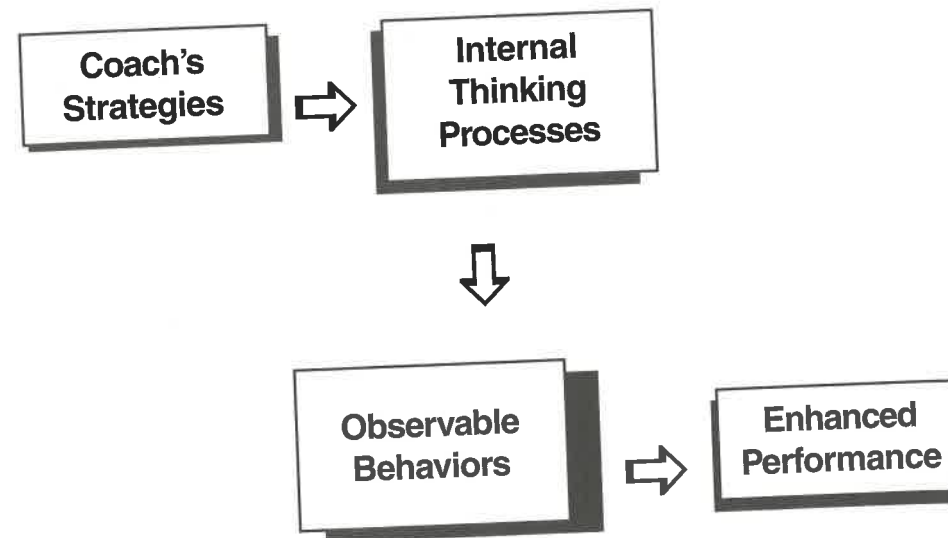 Coach's
Strategies
Internal
Thinking
Processes
Observable
Behaviors
Enhanced
Performance